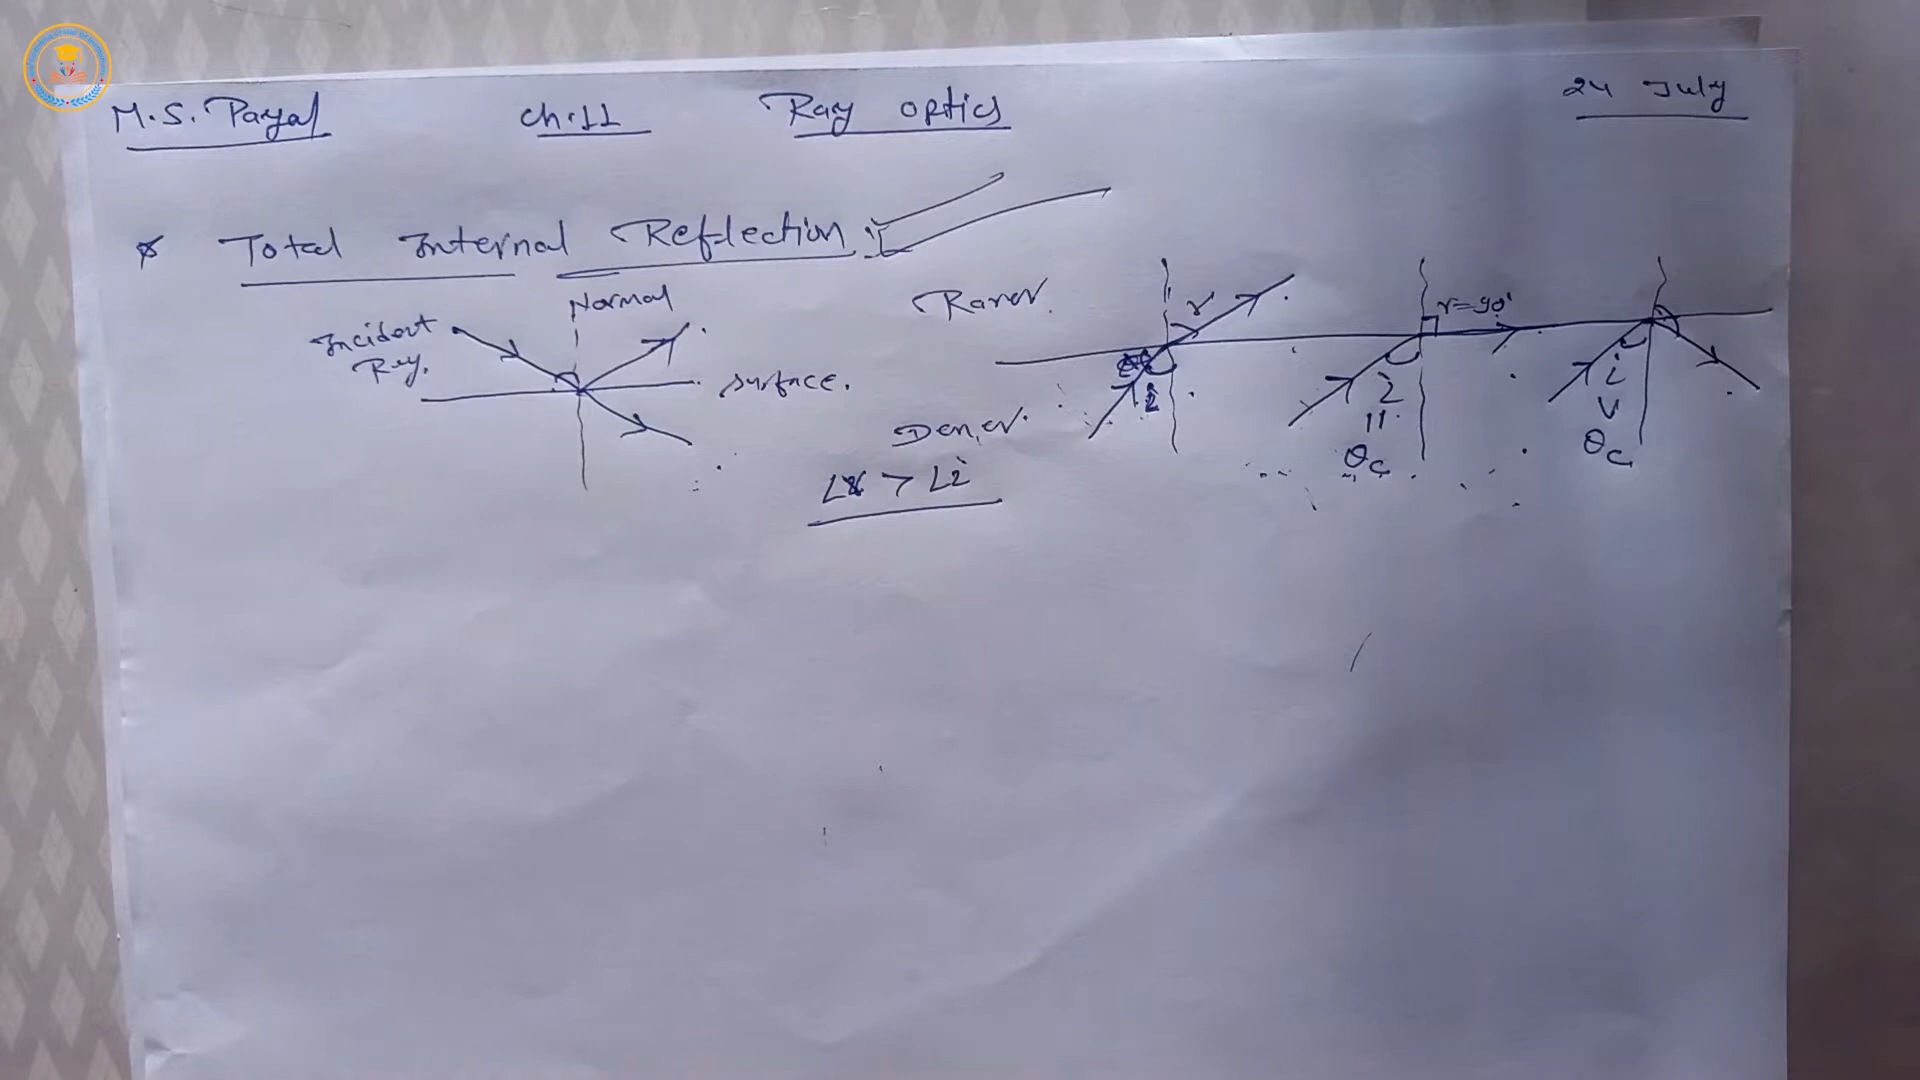 M.S. Payal ch.11 Ray optics 24 July
* Total Internal Reflection :
Normal
Incident
Ray.
surface.
Rarer
r
r=90°
i
i
i
Denser
θc
θc
∠r > ∠i